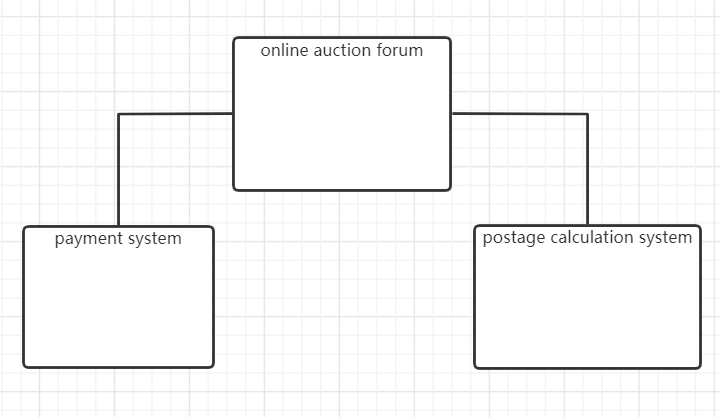 online auction forum
payment system
postage calculation system